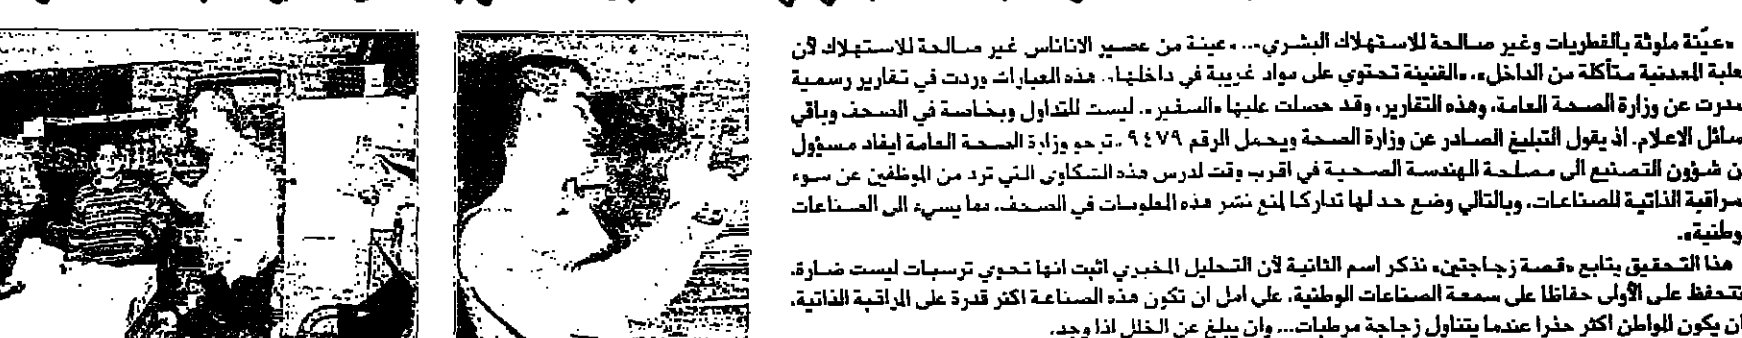 «عيّنة ملوثة بالفطريات وغير صالحة للاستهلاك البشري».. «عينة من عصير الاناناس غير صالحة للاستهلاك لأن
علبة المعدنية متآكلة من الداخل»، «القنينة تحتوي على مواد غريبة في داخلها».. هذه العبارات وردت في تقارير رسمية
صدرت عن وزارة الصحة العامة، وهذه التقارير، وقد حصلت عليها «السفير»، ليست للتداول وبخاصة في الصحف وباقي
سائل الاعلام. اذ يقول التبليغ الصادر عن وزارة الصحة ويحمل الرقم ٩٤٧٩ «ترجو وزارة الصحة العامة ايفاد مسؤول
ن شؤون التصنيع الى مصلحة الهندسة الصحية في اقرب وقت لدرس هذه الشكاوى التي ترد من الموظفين عن سوء
مراقبة الذاتية للصناعات، وبالتالي وضع حد لها تداركا لمنع نشر هذه المعلومات في الصحف، مما يسيء الى الصناعات
وطنية».
هذا التحقيق يتابع «قصة زجاجتين» نذكر اسم الثانية لأن التحليل المخبري اثبت انها تحوي ترسبات ليست ضارة،
نتحفظ على الأولى حفاظا على سمعة الصناعات الوطنية، على امل ان تكون هذه الصناعة اكثر قدرة على المراقبة الذاتية،
ان يكون المواطن اكثر حذرا عندما يتناول زجاجة مرطبات... وان يبلغ عن الخلل اذا وجد.